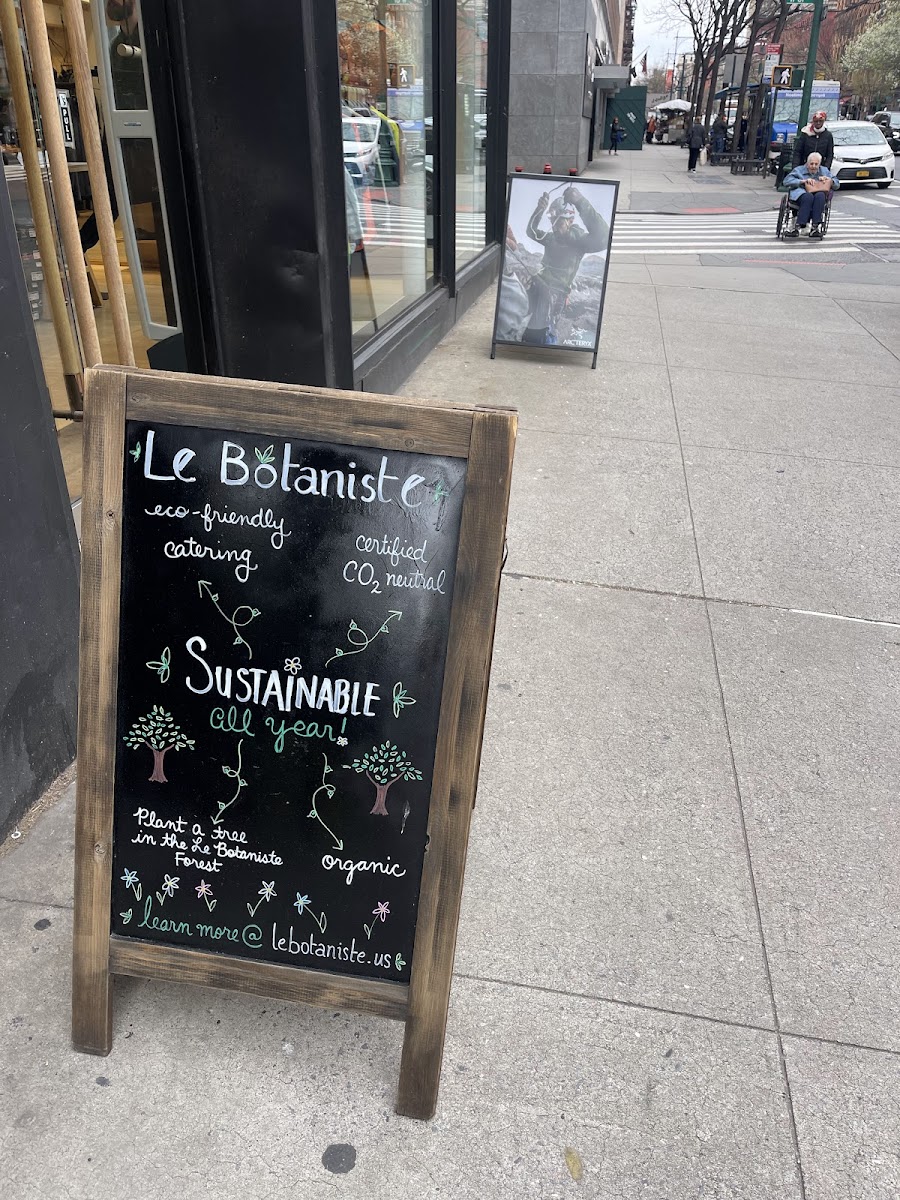 PULL
ARC'TERYX
Le Botaniste
eco-friendly
catering
certified
CO2 neutral
SUSTAINABLE
all year!
Plant a tree
in the Le Botaniste
Forest
organic
learn more @ lebotaniste.us